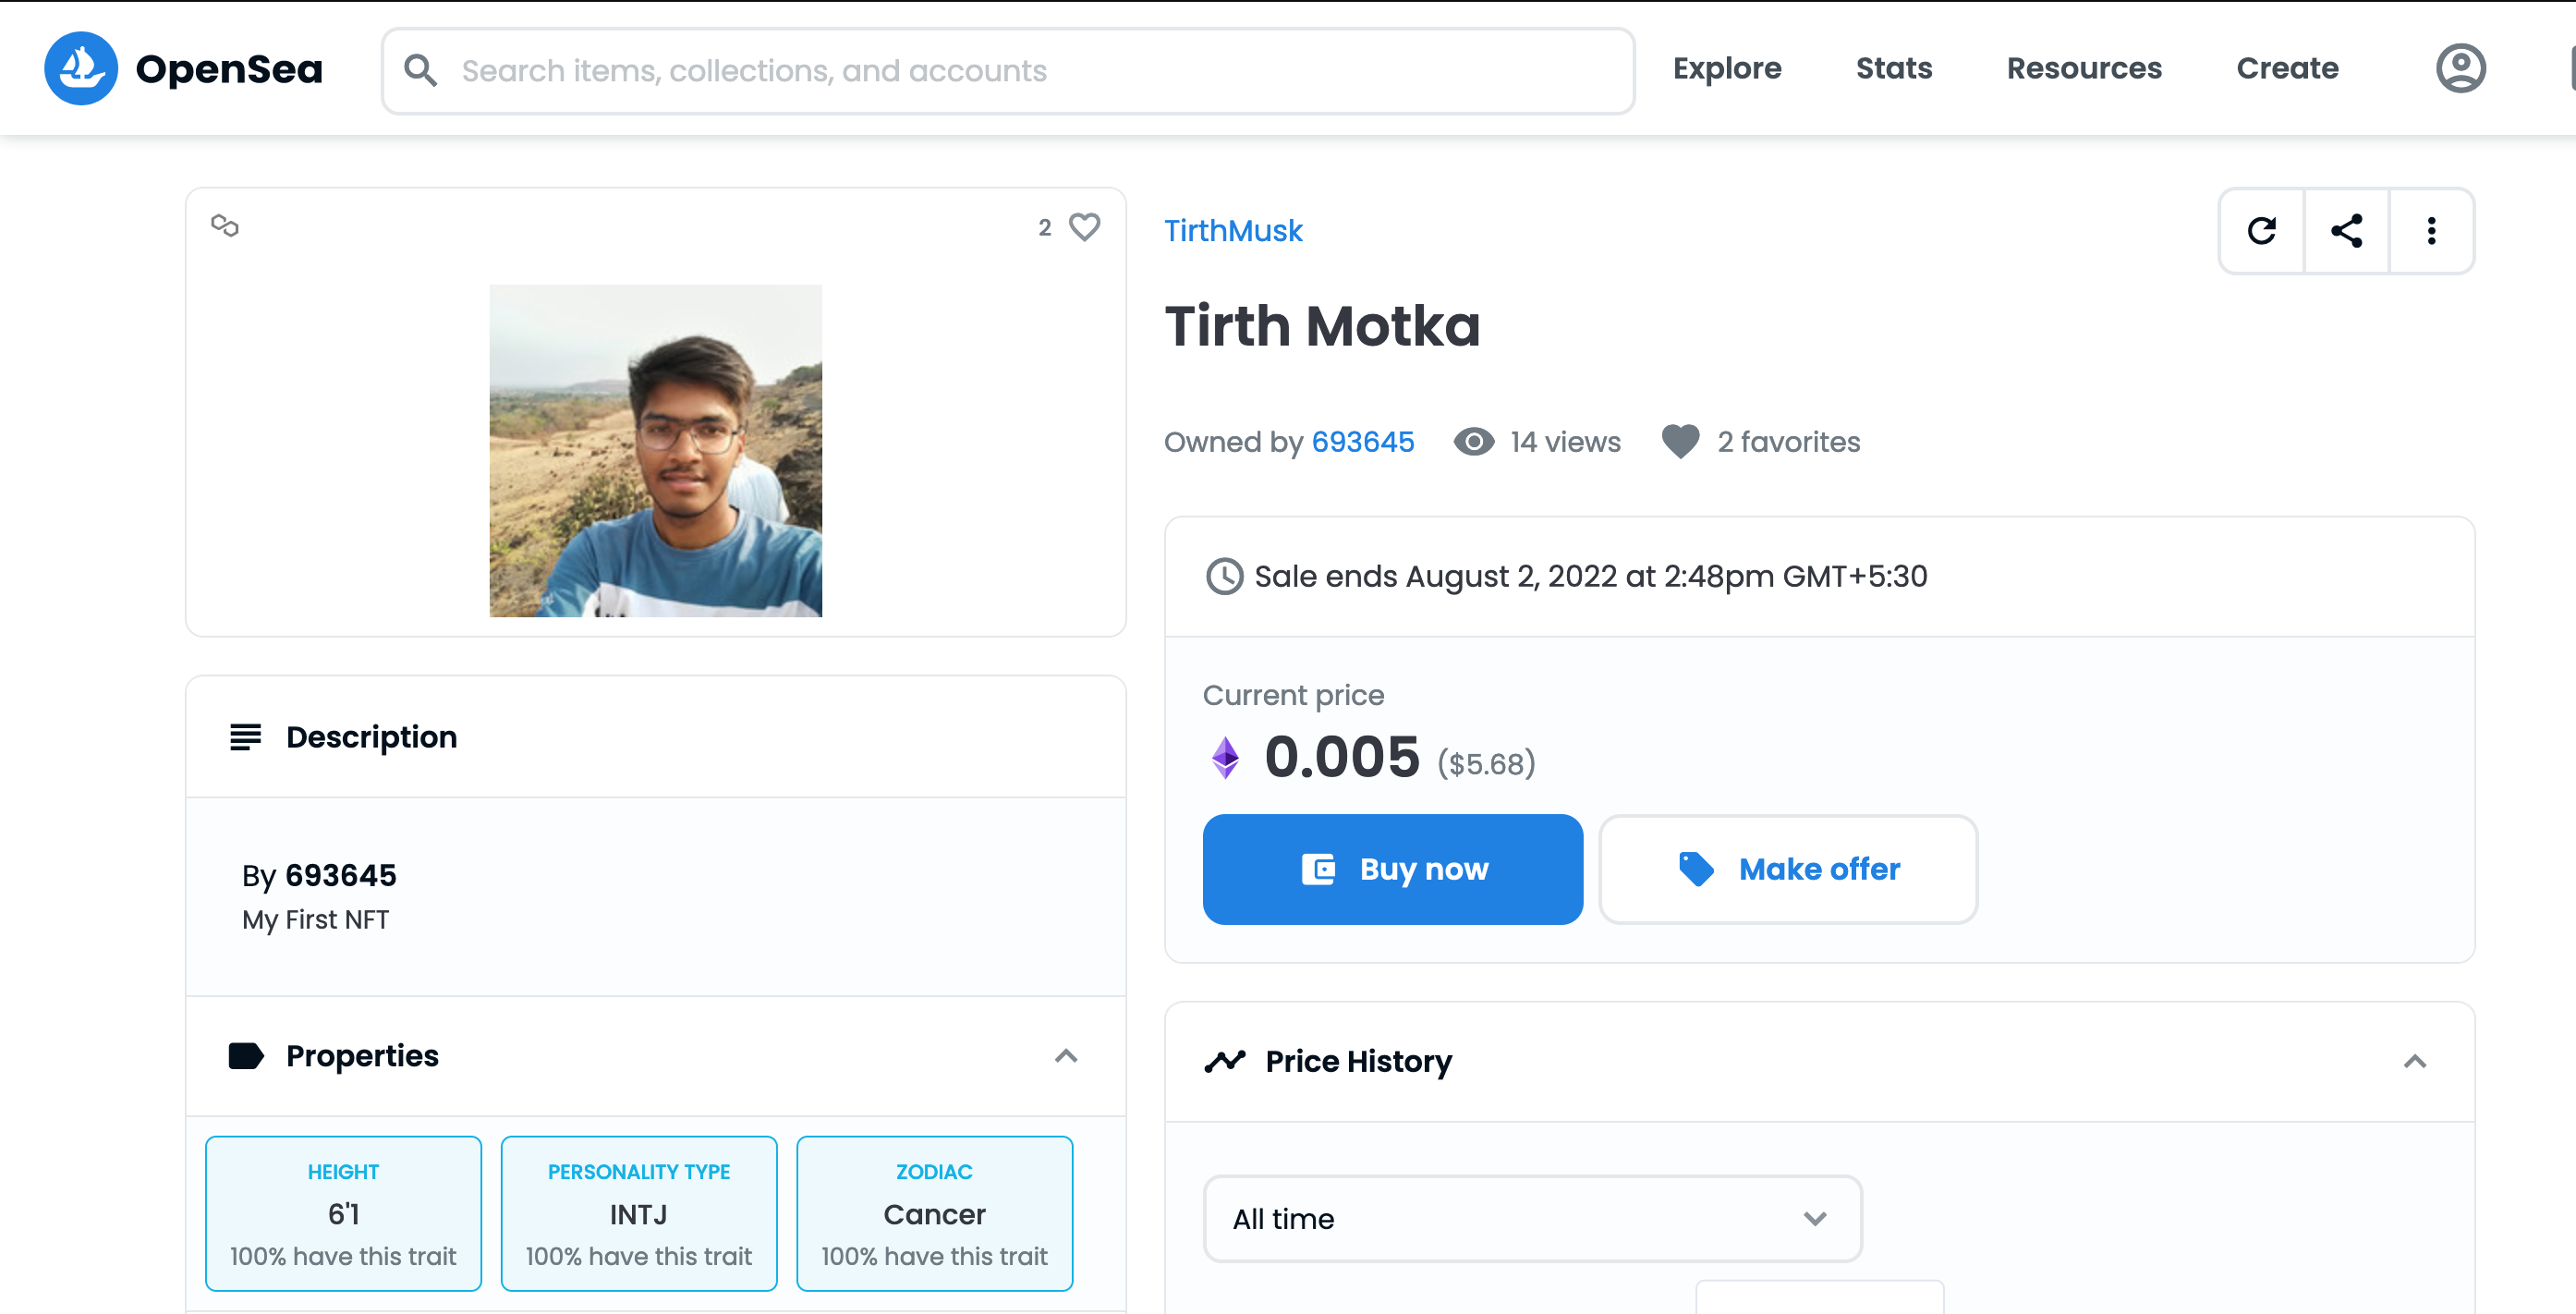 OpenSea
Search items, collections, and accounts
Explore
Stats
Resources
Create
2
TirthMusk
Tirth Motka
Owned by 693645
14 views
2 favorites
Sale ends August 2, 2022 at 2:48pm GMT+5:30
Current price
0.005 ($5.68)
Buy now
Make offer
Description
By 693645
My First NFT
Properties
HEIGHT
6'1
100% have this trait
PERSONALITY TYPE
INTJ
100% have this trait
ZODIAC
Cancer
100% have this trait
Price History
All time